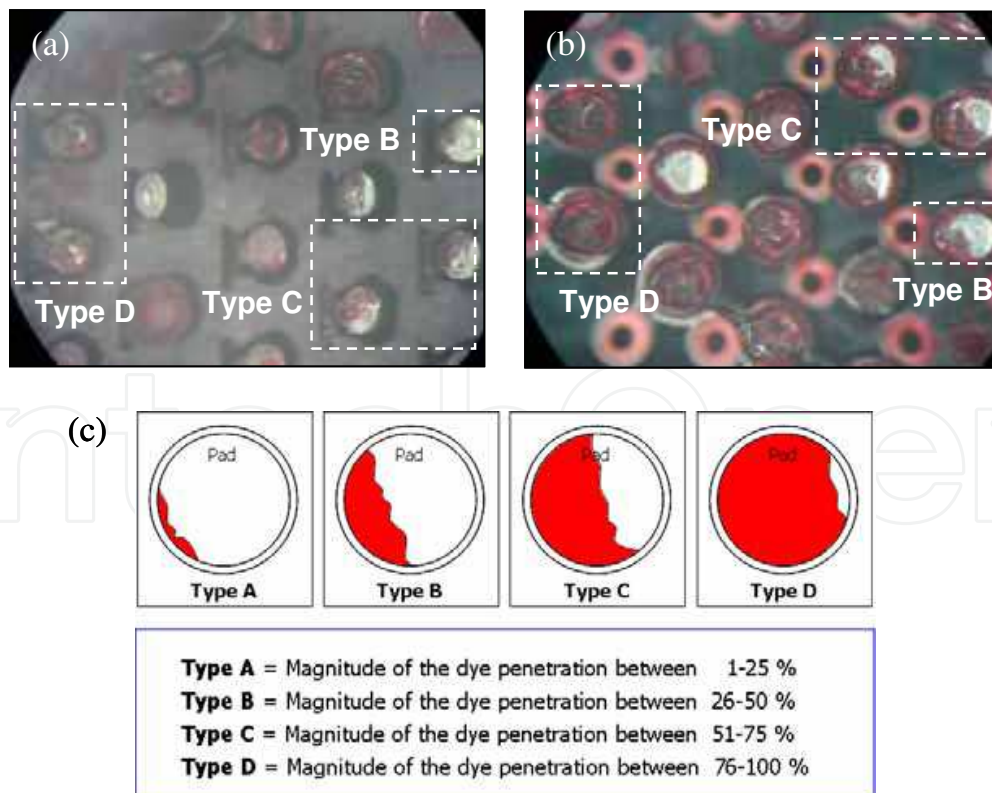 (a)
Type B
Type D
Type C
(b)
Type C
Type D
Type B
(c)
Pad
Type A
Pad
Type B
Pad
Type C
Pad
Type D
Type A = Magnitude of the dye penetration between 1-25 %
Type B = Magnitude of the dye penetration between 26-50 %
Type C = Magnitude of the dye penetration between 51-75 %
Type D = Magnitude of the dye penetration between 76-100 %